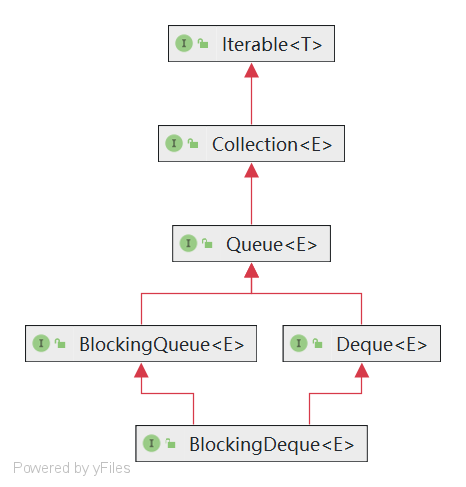 I Iterable<T>
I Collection<E>
I Queue<E>
I BlockingQueue<E>
I Deque<E>
I BlockingDeque<E>
Powered by yFiles